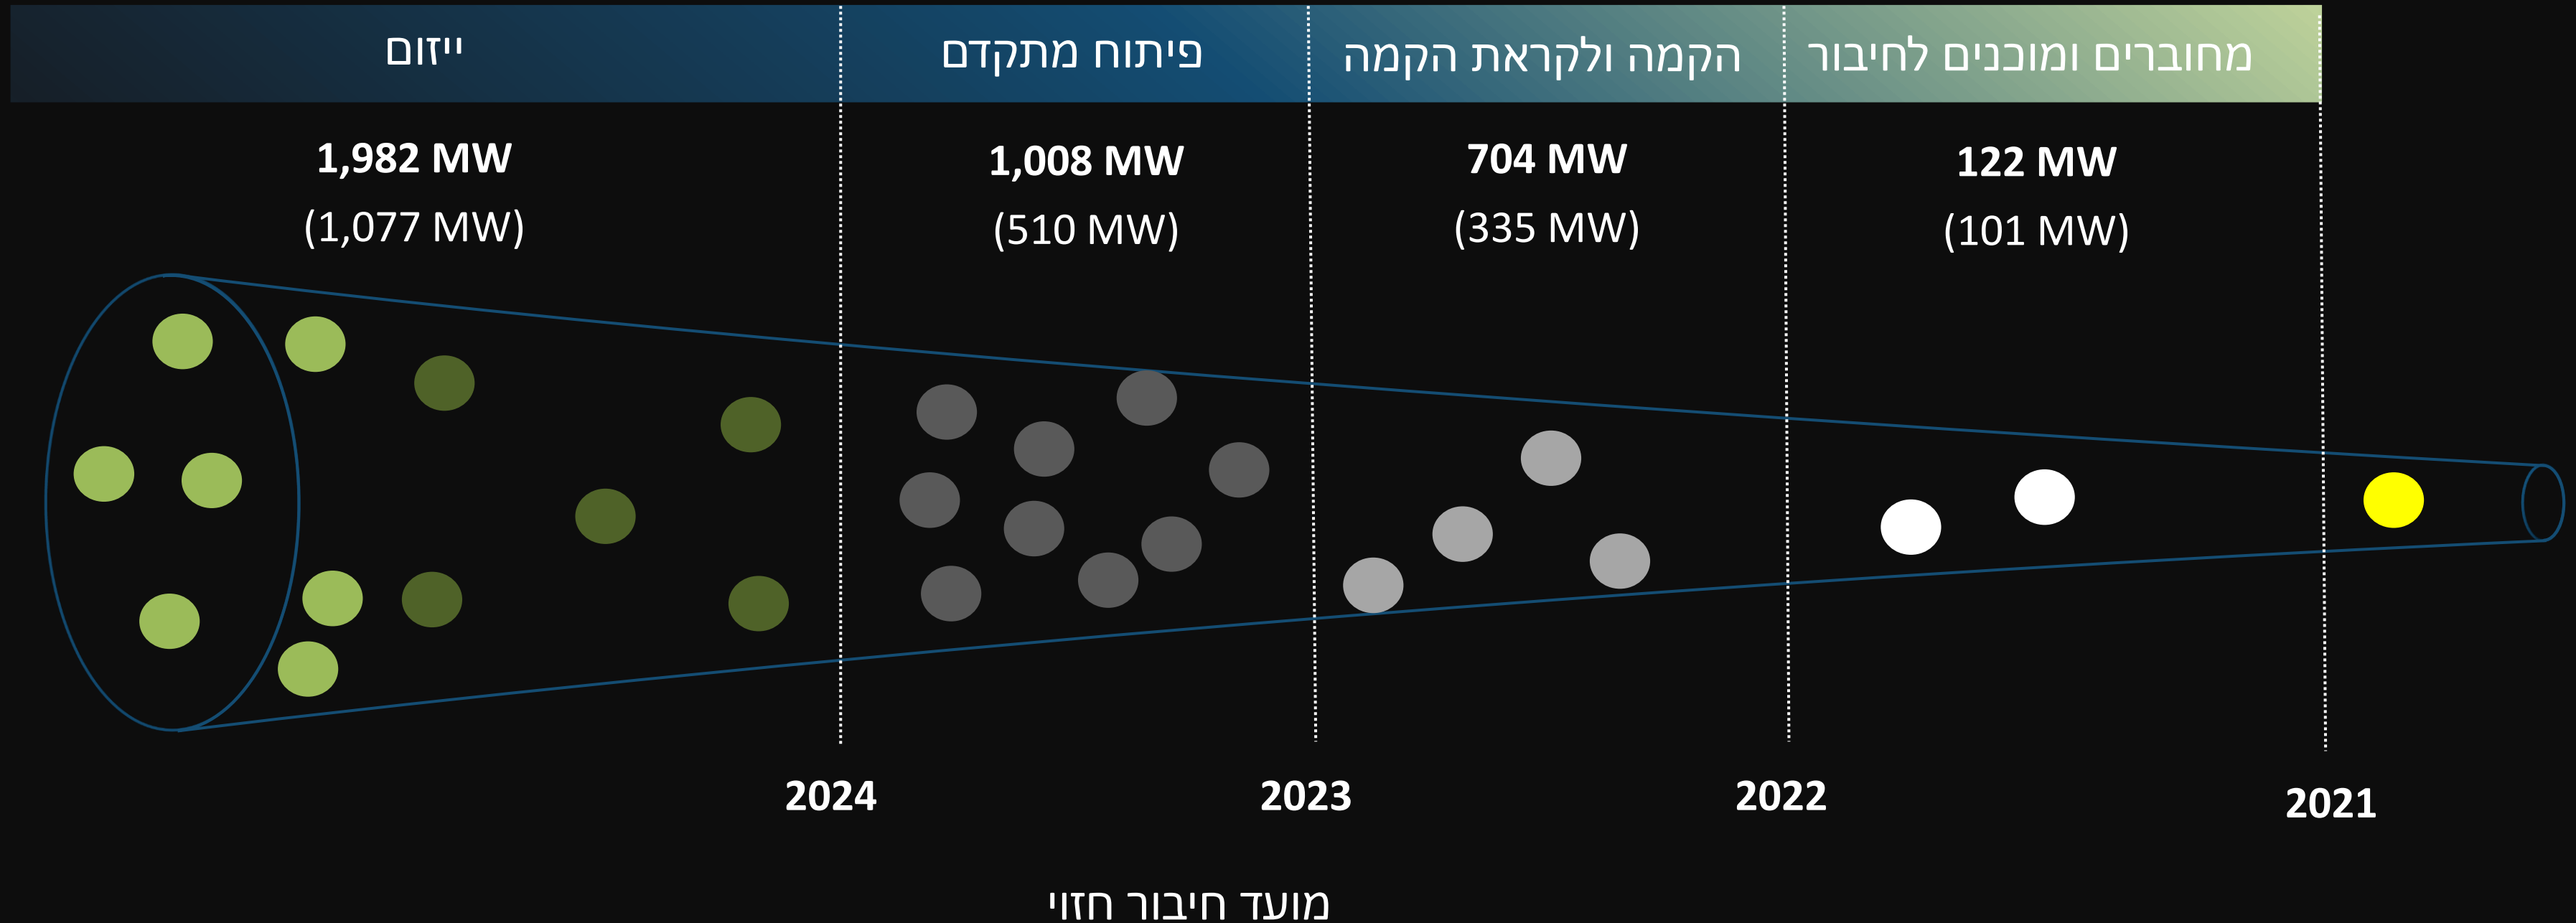 מחוברים ומוכנים לחיבור
הקמה ולקראת הקמה
פיתוח מתקדם
ייזום
122 MW
(101 MW)
704 MW
(335 MW)
1,008 MW
(510 MW)
1,982 MW
(1,077 MW)
2021
2022
2023
2024
מועד חיבור חזוי